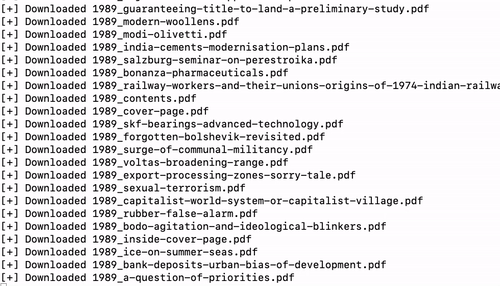 [+] Downloaded 1989_guaranteeing-title-to-land-a-preliminary-study.pdf
[+] Downloaded 1989_modern-woollens.pdf
[+] Downloaded 1989_modi-olivetti.pdf
[+] Downloaded 1989_india-cements-modernisation-plans.pdf
[+] Downloaded 1989_salzburg-seminar-on-perestroika.pdf
[+] Downloaded 1989_bonanza-pharmaceuticals.pdf
[+] Downloaded 1989_railway-workers-and-their-unions-origins-of-1974-indian-railwa
[+] Downloaded 1989_contents.pdf
[+] Downloaded 1989_cover-page.pdf
[+] Downloaded 1989_skf-bearings-advanced-technology.pdf
[+] Downloaded 1989_forgotten-bolshevik-revisited.pdf
[+] Downloaded 1989_surge-of-communal-militancy.pdf
[+] Downloaded 1989_voltas-broadening-range.pdf
[+] Downloaded 1989_export-processing-zones-sorry-tale.pdf
[+] Downloaded 1989_sexual-terrorism.pdf
[+] Downloaded 1989_capitalist-world-system-or-capitalist-village.pdf
[+] Downloaded 1989_rubber-false-alarm.pdf
[+] Downloaded 1989_bodo-agitation-and-ideological-blinkers.pdf
[+] Downloaded 1989_inside-cover-page.pdf
[+] Downloaded 1989_ice-on-summer-seas.pdf
[+] Downloaded 1989_bank-deposits-urban-bias-of-development.pdf
[+] Downloaded 1989_a-question-of-priorities.pdf